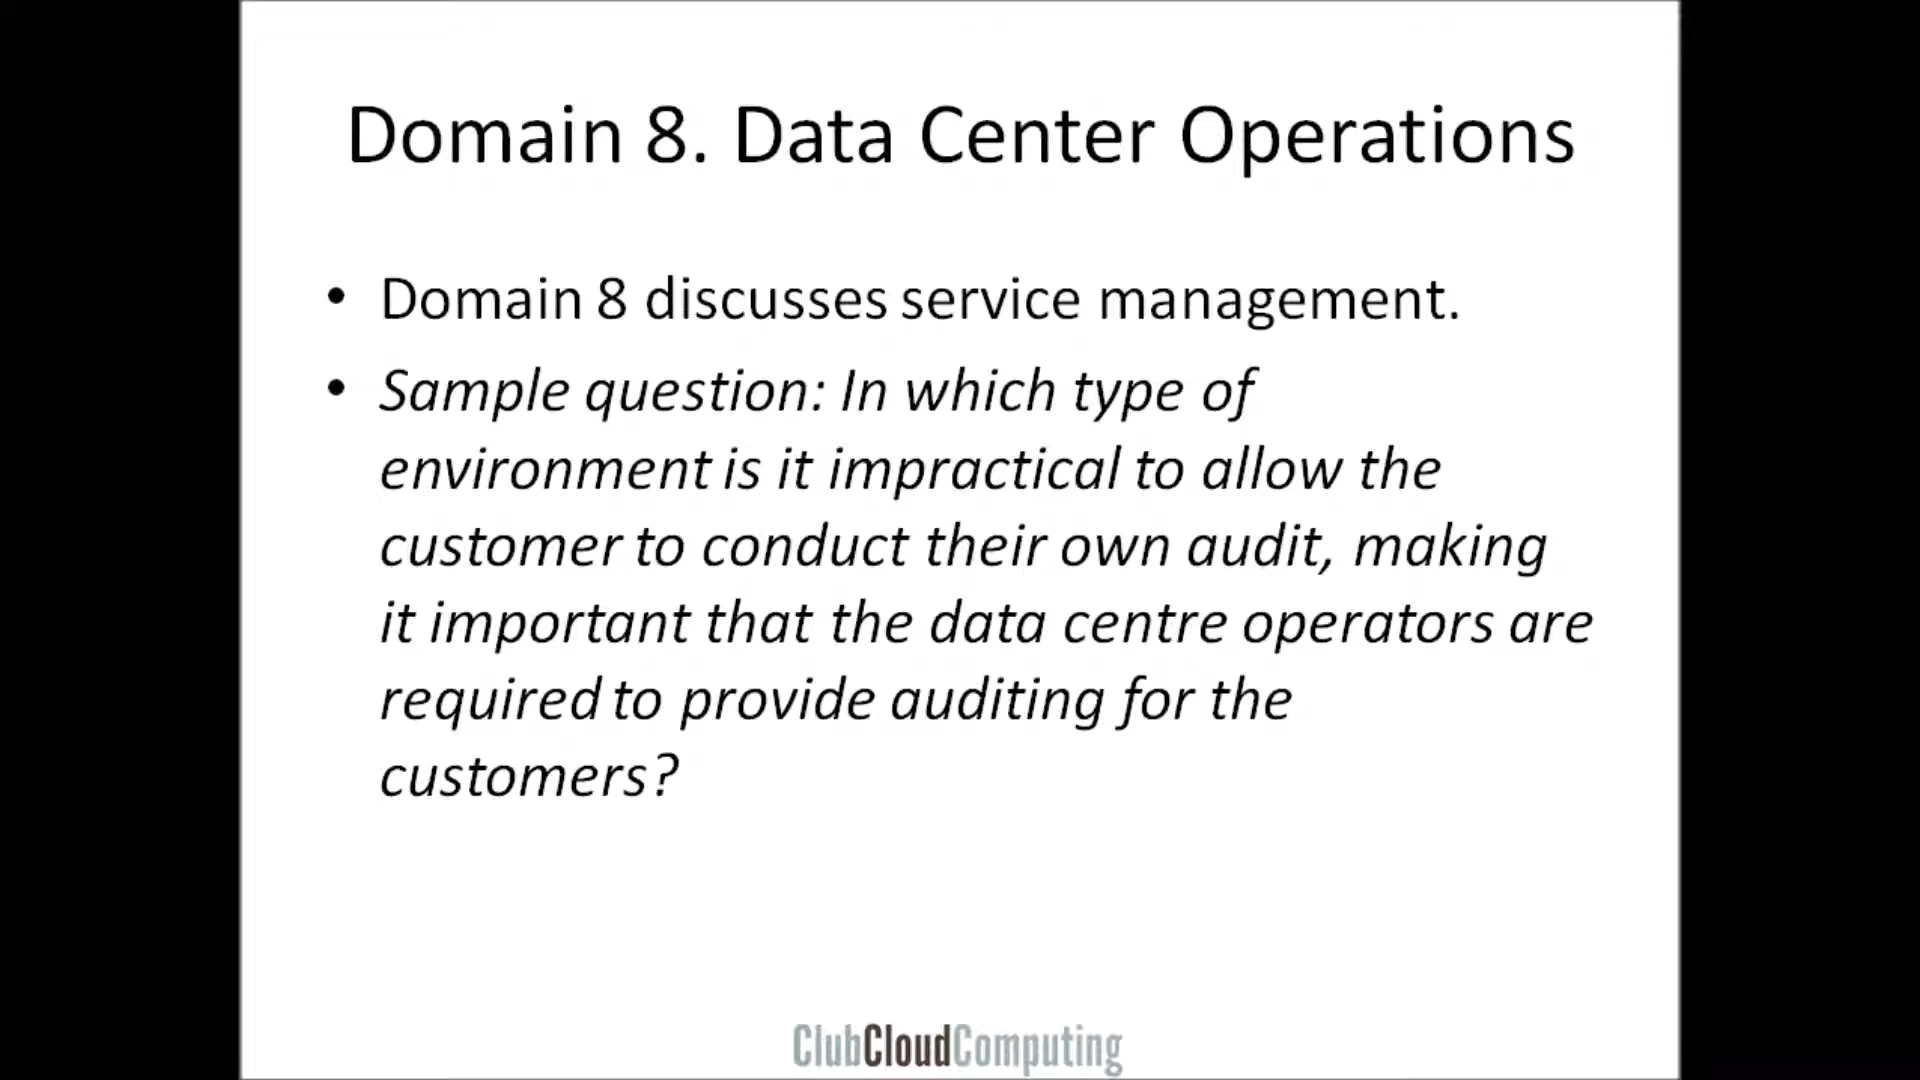 Domain 8. Data Center Operations
• Domain 8 discusses service management.
• Sample question: In which type of
environment is it impractical to allow the
customer to conduct their own audit, making
it important that the data centre operators are
required to provide auditing for the
customers?
ClubCloudComputing